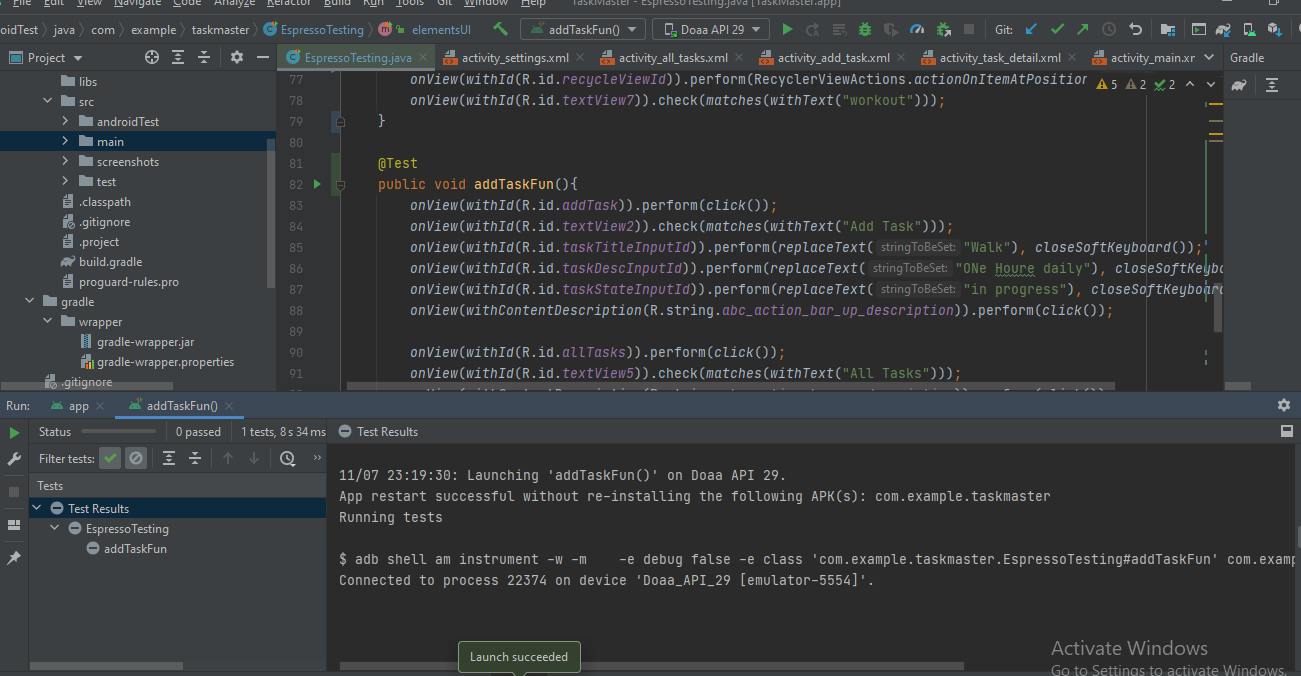 File Edit View Navigate Code Analyze Refactor Build Run Tools Git Window Help TaskMaster - EspressoTesting.java [TaskMaster.app]
oidTest java com example taskmaster EspressoTesting elementsUI addTaskFun() Doaa API 29 Git:
Project EspressoTesting.java activity_settings.xml activity_all_tasks.xml activity_add_task.xml activity_task_detail.xml activity_main.xr Gradle
libs
src
androidTest
main
screenshots
test
.classpath
.gitignore
.project
build.gradle
proguard-rules.pro
gradle
wrapper
gradle-wrapper.jar
gradle-wrapper.properties
.gitignore
5 2 2
77 onView(withId(R.id.recycleViewId)).perform(RecyclerViewActions.actionOnItemAtPosition
78 onView(withId(R.id.textView7)).check(matches(withText("workout")));
79 }
80
81 @Test
82 public void addTaskFun(){
83 onView(withId(R.id.addTask)).perform(click());
84 onView(withId(R.id.textView2)).check(matches(withText("Add Task")));
85 onView(withId(R.id.taskTitleInputId)).perform(replaceText( stringToBeSet: "Walk"), closeSoftKeyboard());
86 onView(withId(R.id.taskDescInputId)).perform(replaceText( stringToBeSet: "ONe Houre daily"), closeSoftKeybo
87 onView(withId(R.id.taskStateInputId)).perform(replaceText( stringToBeSet: "in progress"), closeSoftKeyboard
88 onView(withContentDescription(R.string.abc_action_bar_up_description)).perform(click());
89
90 onView(withId(R.id.allTasks)).perform(click());
91 onView(withId(R.id.textView5)).check(matches(withText("All Tasks")));
Run: app addTaskFun()
Status 0 passed 1 tests, 8 s 34 ms Test Results
Filter tests:
Tests
Test Results
EspressoTesting
addTaskFun
11/07 23:19:30: Launching 'addTaskFun()' on Doaa API 29.
App restart successful without re-installing the following APK(s): com.example.taskmaster
Running tests
$ adb shell am instrument -w -m -e debug false -e class 'com.example.taskmaster.EspressoTesting#addTaskFun' com.examp
Connected to process 22374 on device 'Doaa_API_29 [emulator-5554]'.
Launch succeeded
Activate Windows
Go to Settings to activate Windows.